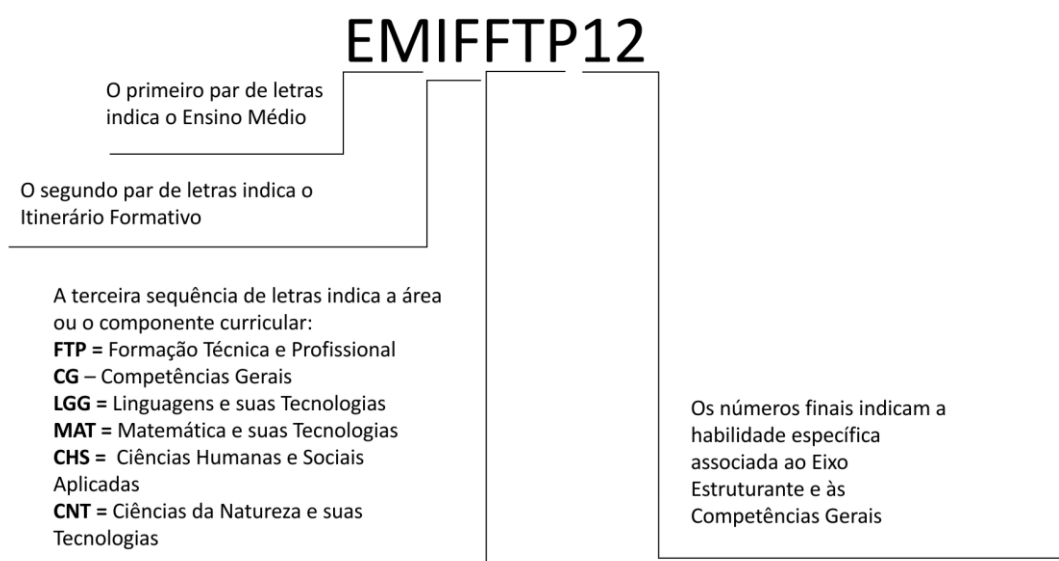 EMIFFTP12
O primeiro par de letras
indica o Ensino Médio
O segundo par de letras indica o
Itinerário Formativo
A terceira sequência de letras indica a área
ou o componente curricular:
FTP = Formação Técnica e Profissional
CG – Competências Gerais
LGG = Linguagens e suas Tecnologias
MAT = Matemática e suas Tecnologias
CHS = Ciências Humanas e Sociais
Aplicadas
CNT = Ciências da Natureza e suas
Tecnologias
Os números finais indicam a
habilidade específica
associada ao Eixo
Estruturante e às
Competências Gerais